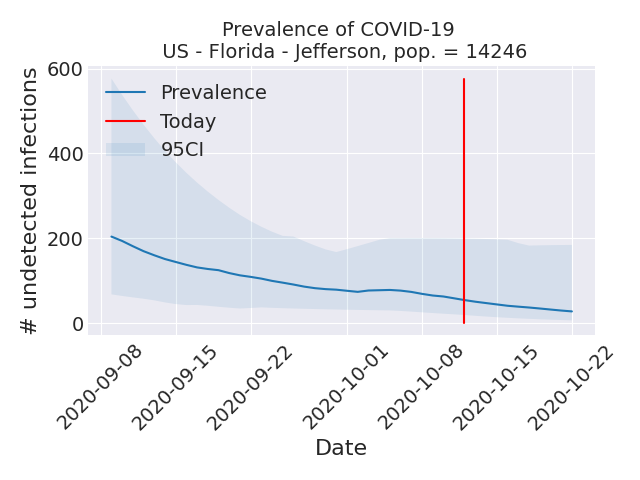 Prevalence of COVID-19
US - Florida - Jefferson, pop. = 14246
# undetected infections
600
400
200
0
Prevalence
Today
95CI
2020-09-08
2020-09-15
2020-09-22
2020-10-01
2020-10-08
2020-10-15
2020-10-22
Date